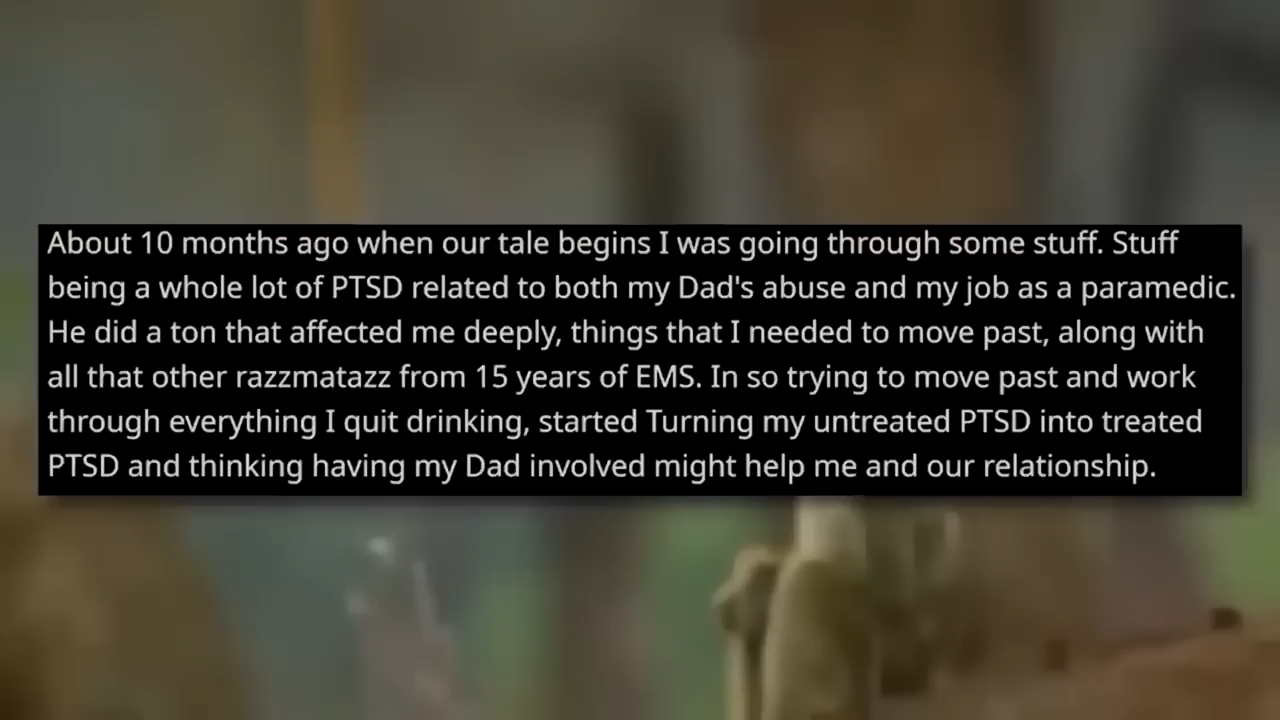 About 10 months ago when our tale begins I was going through some stuff. Stuff
being a whole lot of PTSD related to both my Dad's abuse and my job as a paramedic.
He did a ton that affected me deeply, things that I needed to move past, along with
all that other razzmatazz from 15 years of EMS. In so trying to move past and work
through everything I quit drinking, started Turning my untreated PTSD into treated
PTSD and thinking having my Dad involved might help me and our relationship.